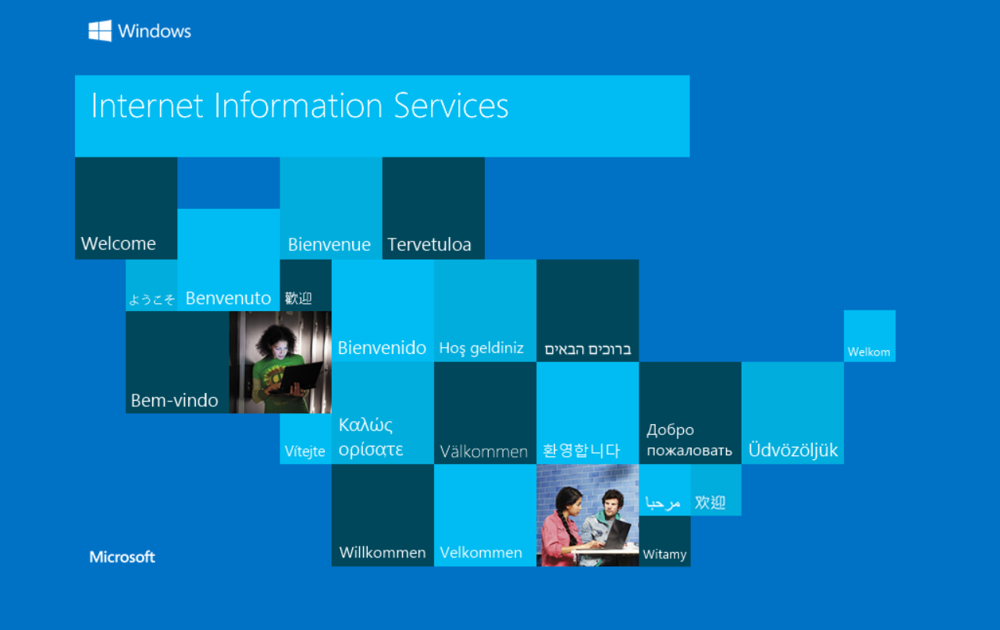 Windows
Internet Information Services
Welcome
Bienvenue
Tervetuloa
ようこそ
Benvenuto
歡迎
Bienvenido
Hoş geldiniz
ברוכים הבאים
Welkom
Bem-vindo
Vítejte
Καλώς
ορίσατε
Välkommen
환영합니다
Добро
пожаловать
Üdvözöljük
Willkommen
Velkommen
مرحبا
欢迎
Witamy
Microsoft